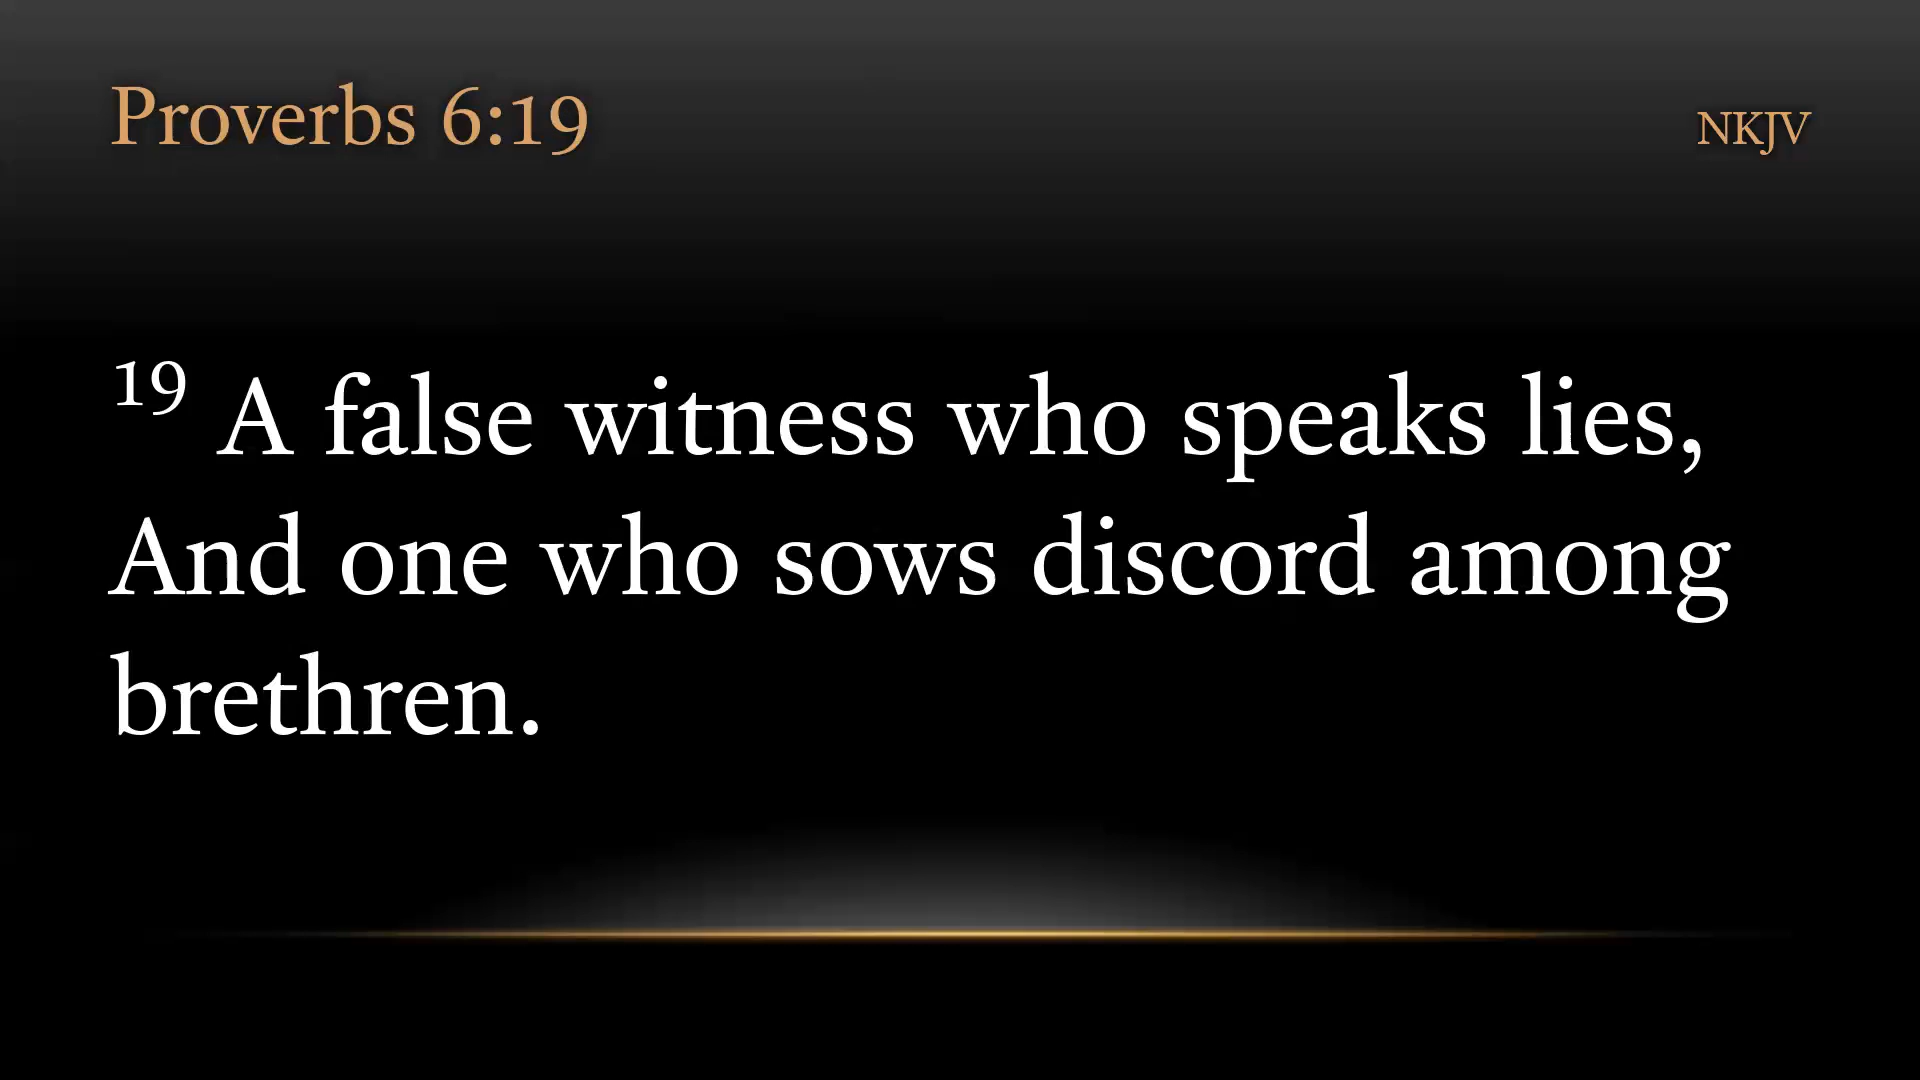 Proverbs 6:19
NKJV
19 A false witness who speaks lies,
And one who sows discord among
brethren.